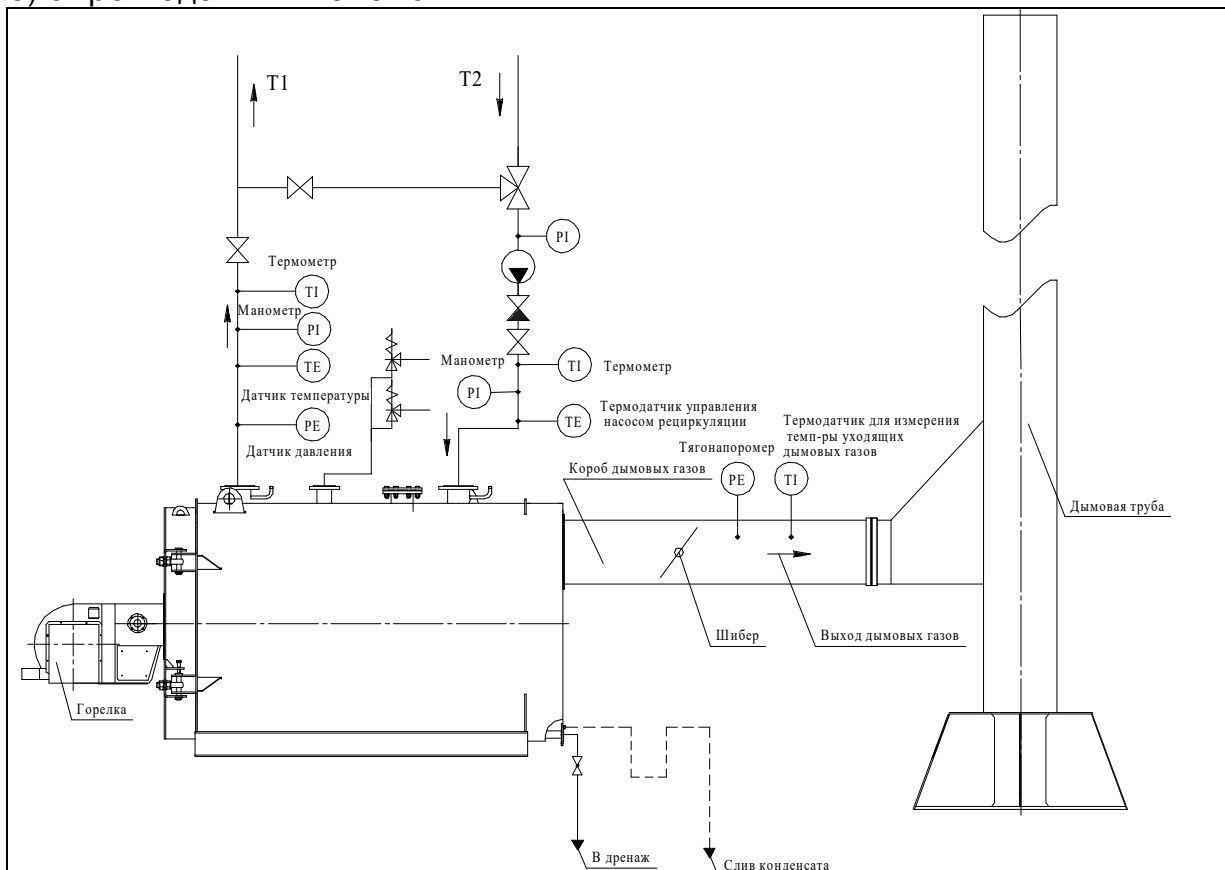 T1
T2
PI
Термометр
TI
Манометр
PI
TE
Датчик температуры
PE
Датчик давления
Манометр
TI
Термометр
PI
TE
Термодатчик управления
насосом рециркуляции
Термодатчик для измерения
темп-ры уходящих
дымовых газов
Тягонапоромер
Короб дымовых газов
PE
TI
Дымовая труба
Шибер
Выход дымовых газов
Горелка
В дренаж
Слив конденсата